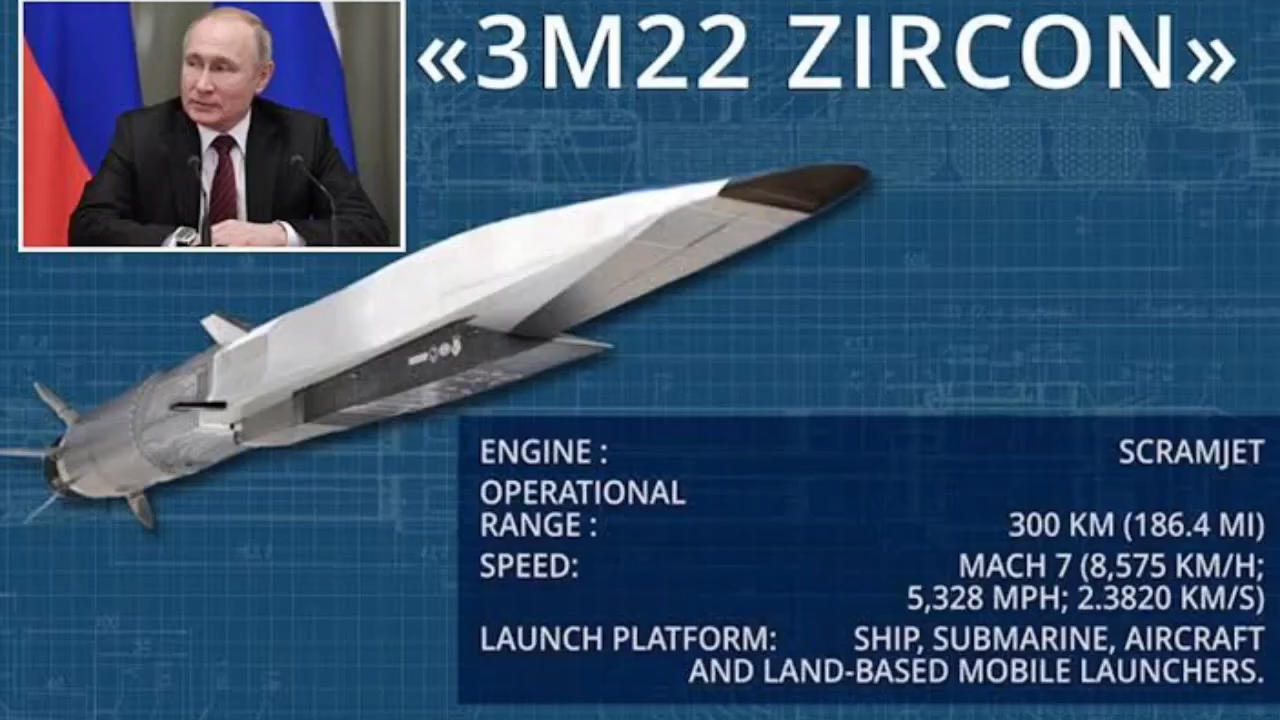 «3M22 ZIRCON»
ENGINE : SCRAMJET
OPERATIONAL
RANGE : 300 KM (186.4 MI)
SPEED: MACH 7 (8,575 KM/H;
5,328 MPH; 2.3820 KM/S)
LAUNCH PLATFORM: SHIP, SUBMARINE, AIRCRAFT
AND LAND-BASED MOBILE LAUNCHERS.